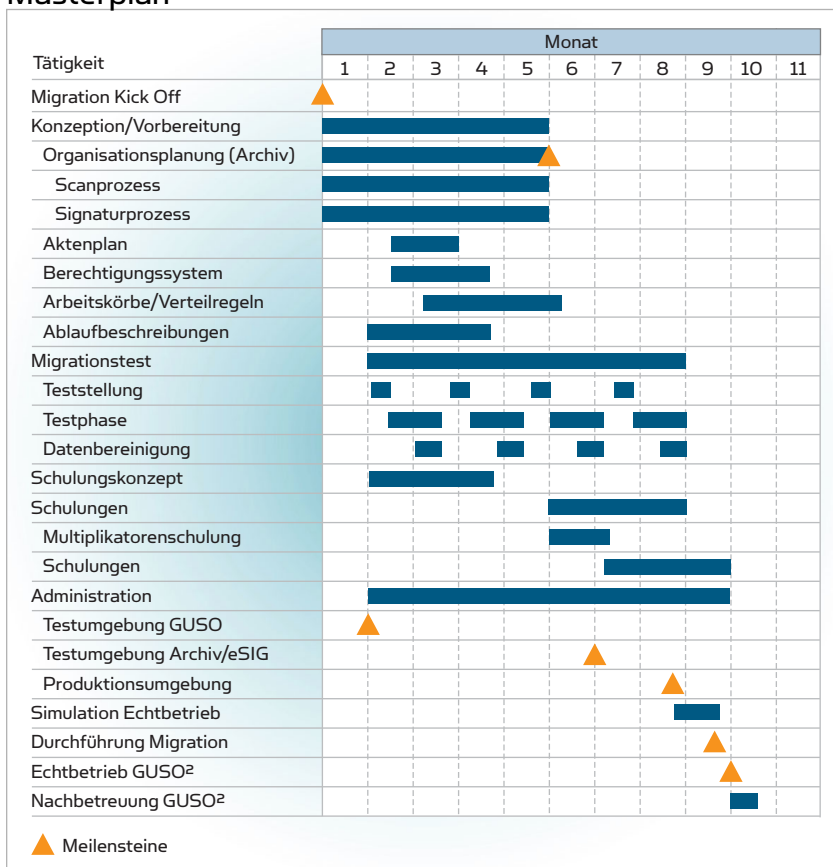 Masterplan
Monat
Tätigkeit
1 2 3 4 5 6 7 8 9 10 11
Migration Kick Off
Konzeption/Vorbereitung
Organisationsplanung (Archiv)
Scanprozess
Signaturprozess
Aktenplan
Berechtigungssystem
Arbeitskörbe/Verteilregeln
Ablaufbeschreibungen
Migrationstest
Teststellung
Testphase
Datenbereinigung
Schulungskonzept
Schulungen
Multiplikatorenschulung
Schulungen
Administration
Testumgebung GUSO
Testumgebung Archiv/eSIG
Produktionsumgebung
Simulation Echtbetrieb
Durchführung Migration
Echtbetrieb GUSO²
Nachbetreuung GUSO²
Meilensteine